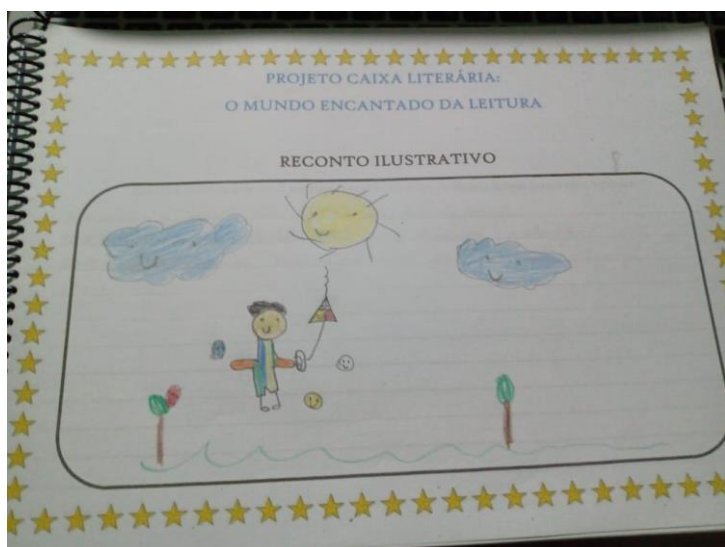 PROJETO CAIXA LITERÁRIA:
O MUNDO ENCANTADO DA LEITURA
RECONTO ILUSTRATIVO